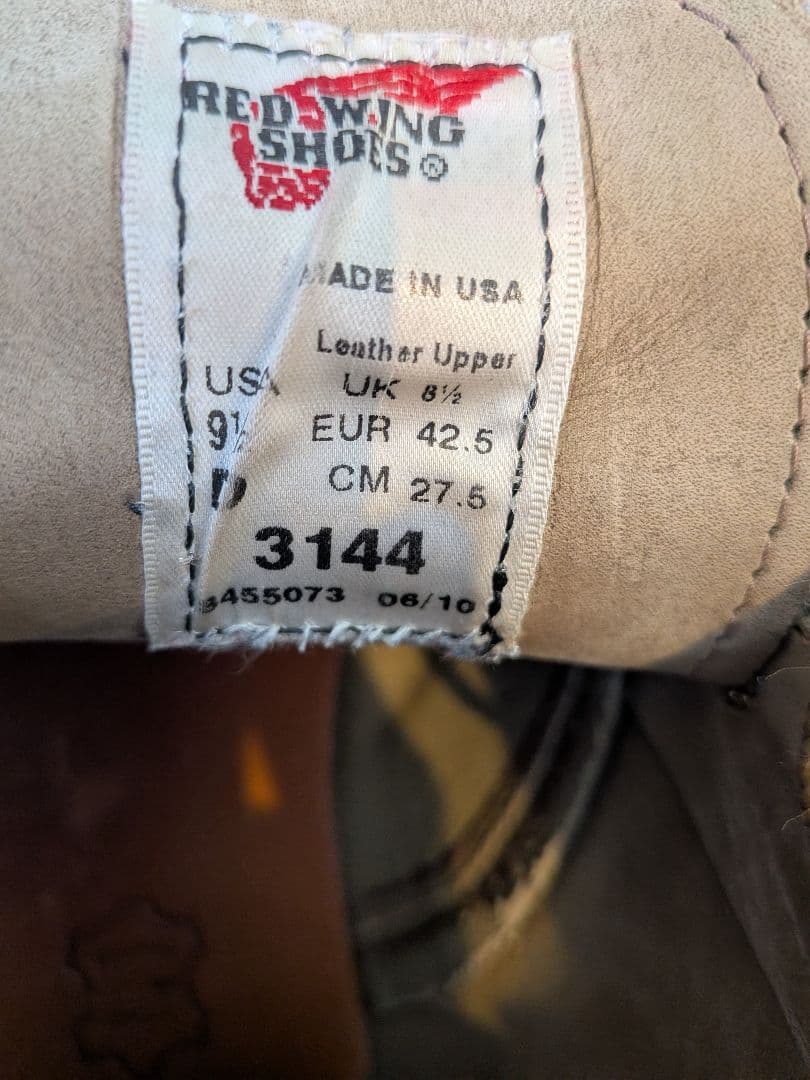 RED WING
SHOES®
MADE IN USA
Leather Upper
USA UK 8½
9½ EUR 42.5
D CM 27.5
3144
8455073 06/10